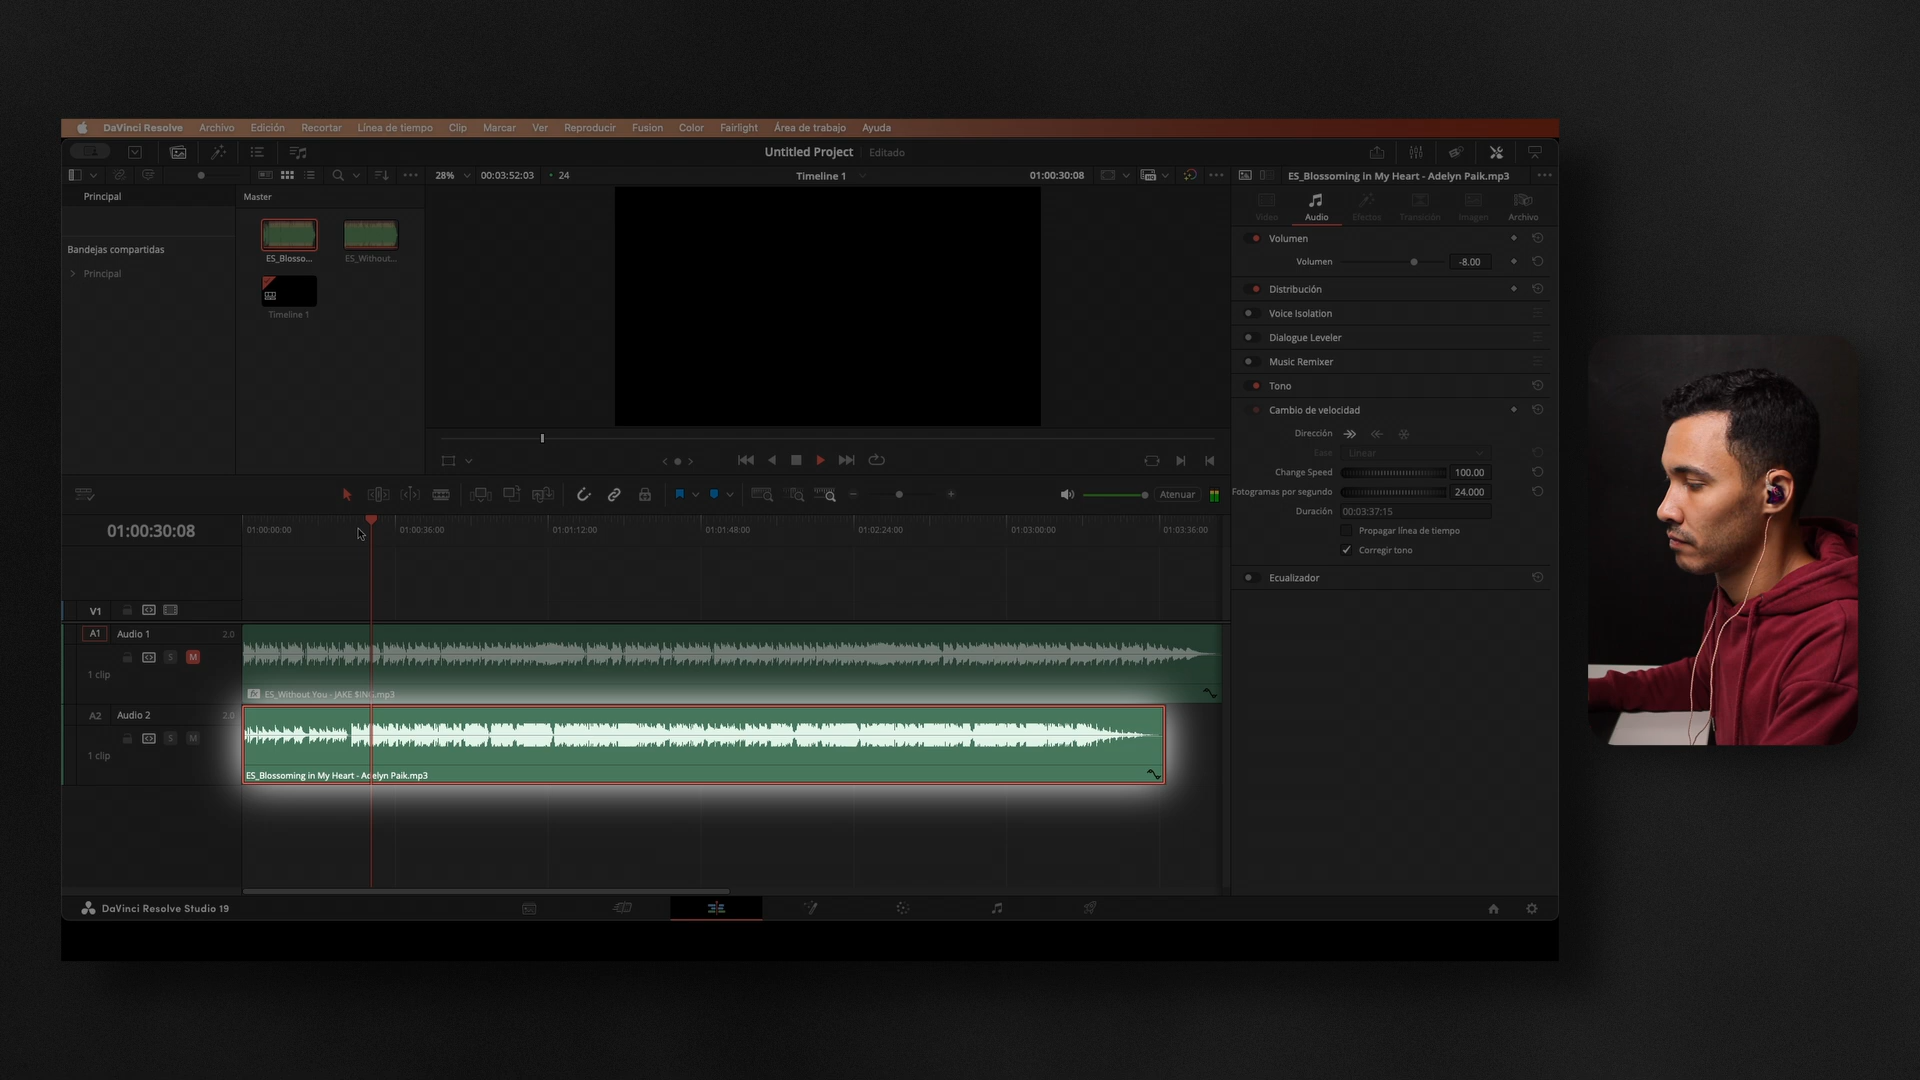 DaVinci Resolve Archivo Edición Recortar Línea de tiempo Clip Marcar Ver Reproducir Fusion Color Fairlight Área de trabajo Ayuda
Untitled Project Editado
28% 00:03:52:03 24 Timeline 1 01:00:30:08 ES_Blossoming in My Heart - Adelyn Paik.mp3
Principal
Bandejas compartidas
Principal
Master
ES_Blosso... ES_Without...
Timeline 1
Video Audio Efectos Transición Imagen Archivo
Volumen
Volumen -8.00
Distribución
Voice Isolation
Dialogue Leveler
Music Remixer
Tono
Cambio de velocidad
Dirección
Ease Linear
Change Speed 100.00
Fotogramas por segundo 24.000
Duración 00:03:37:15
Propagar línea de tiempo
Corregir tono
Ecualizador
Atenuar
01:00:30:08
01:00:00:00 01:00:36:00 01:01:12:00 01:01:48:00 01:02:24:00 01:03:00:00 01:03:36:00
V1
A1 Audio 1 2.0
S M
1 clip
ES_Without You - JAKE $ING.mp3
A2 Audio 2 2.0
S M
1 clip
ES_Blossoming in My Heart - Adelyn Paik.mp3
DaVinci Resolve Studio 19